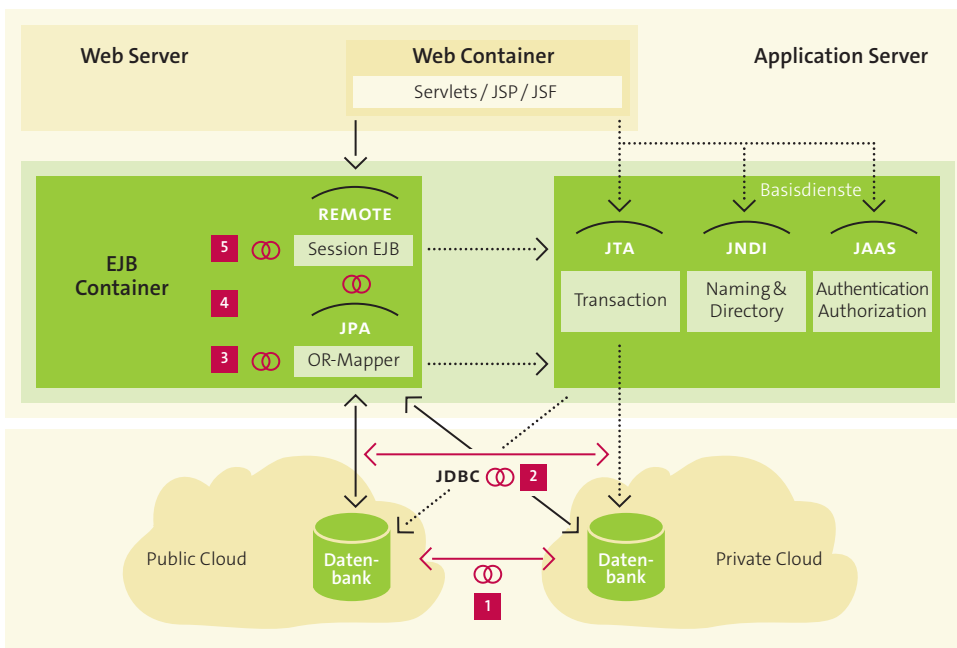 Web Server
Web Container
Application Server
Servlets / JSP / JSF
Basisdienste
REMOTE
JTA
JNDI
JAAS
5
Session EJB
EJB
Container
Transaction
Naming &
Directory
Authentication
Authorization
4
JPA
3
OR-Mapper
JDBC
2
Public Cloud
Daten-
bank
Daten-
bank
Private Cloud
1